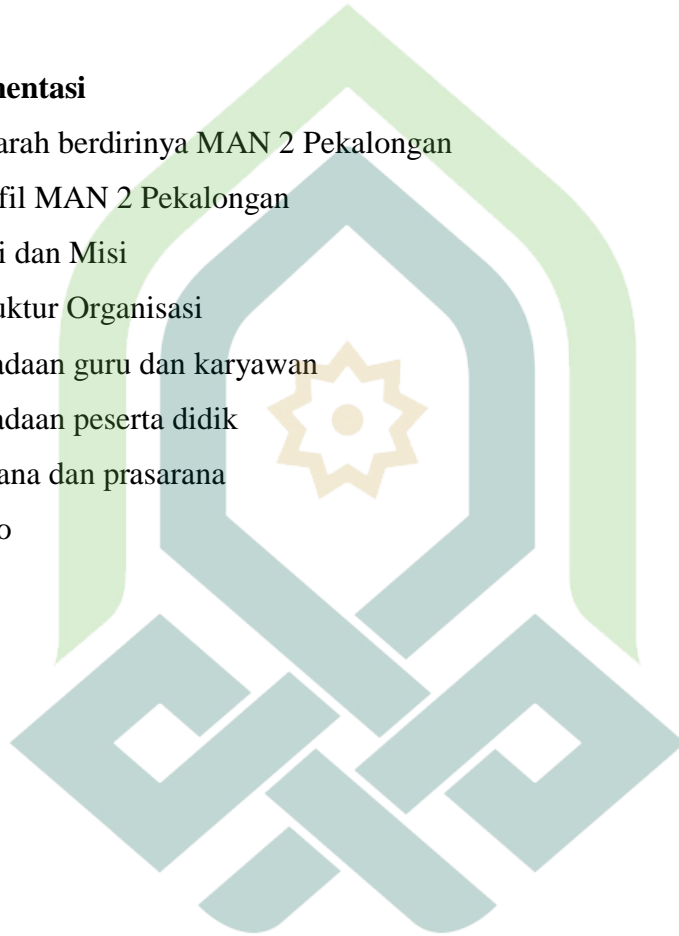 nentasi
arah berdirinya MAN 2 Pekalongan
fil MAN 2 Pekalongan
i dan Misi
uktur Organisasi
adaan guru dan karyawan
adaan peserta didik
ana dan prasarana
o